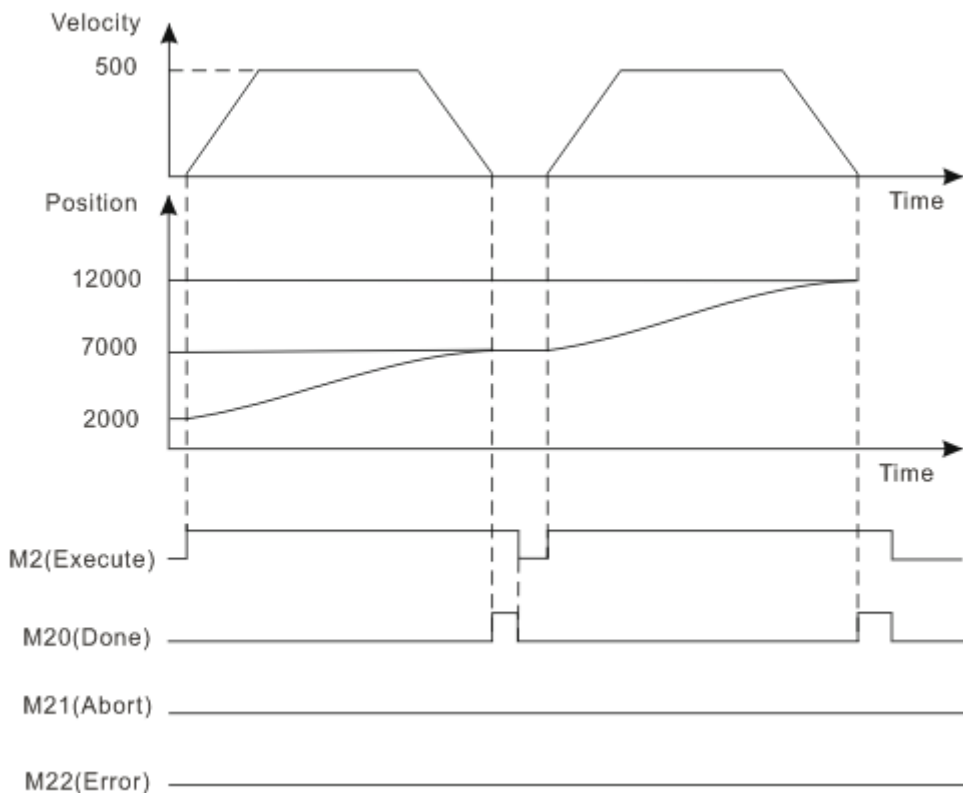 Velocity
500
Time
Position
12000
7000
2000
Time
M2(Execute)
M20(Done)
M21(Abort)
M22(Error)